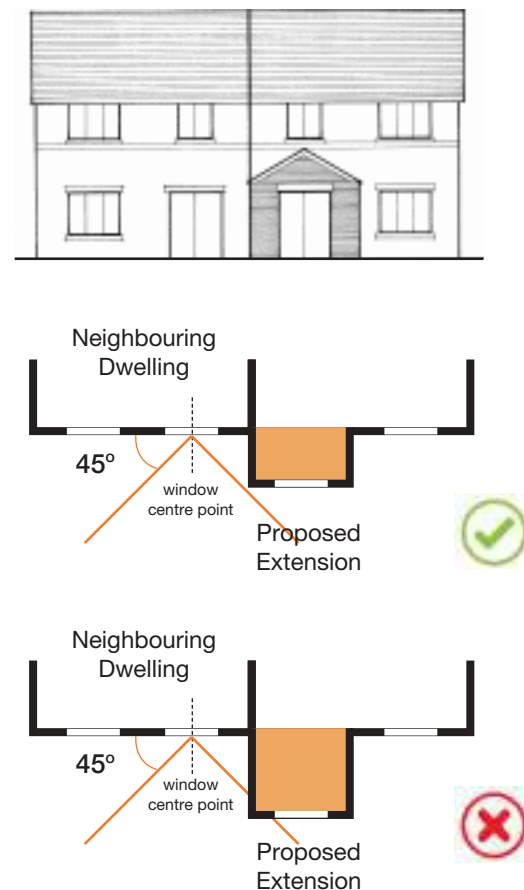 Neighbouring
Dwelling
45º
window
centre point
Proposed
Extension
Neighbouring
Dwelling
45º
window
centre point
Proposed
Extension